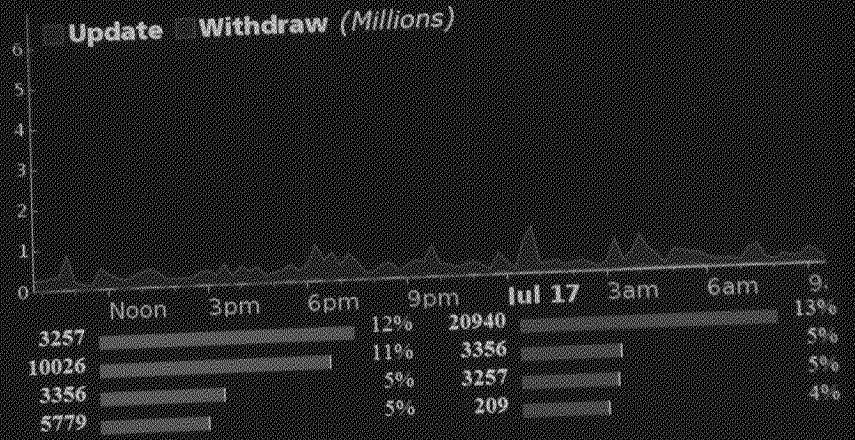 Update Withdraw (Millions)
6
5
4
3
2
1
0
Noon 3pm 6pm 9pm Jul 17 3am 6am 9.
3257 12% 20940 13%
10026 11% 3356 5%
3356 5% 3257 5%
5779 5% 209 4%